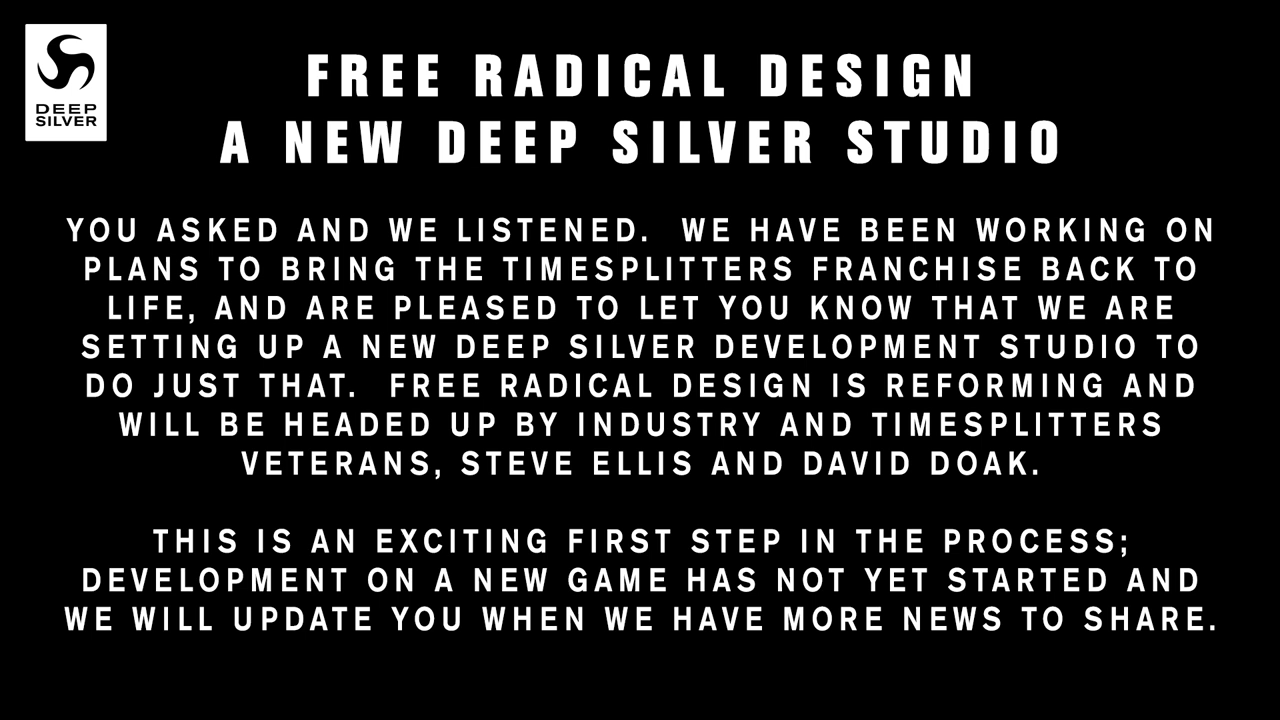 DEEP
SILVER
FREE RADICAL DESIGN
A NEW DEEP SILVER STUDIO
YOU ASKED AND WE LISTENED.  WE HAVE BEEN WORKING ON
PLANS TO BRING THE TIMESPLITTERS FRANCHISE BACK TO
LIFE, AND ARE PLEASED TO LET YOU KNOW THAT WE ARE
SETTING UP A NEW DEEP SILVER DEVELOPMENT STUDIO TO
DO JUST THAT.  FREE RADICAL DESIGN IS REFORMING AND
WILL BE HEADED UP BY INDUSTRY AND TIMESPLITTERS
VETERANS, STEVE ELLIS AND DAVID DOAK.
THIS IS AN EXCITING FIRST STEP IN THE PROCESS;
DEVELOPMENT ON A NEW GAME HAS NOT YET STARTED AND
WE WILL UPDATE YOU WHEN WE HAVE MORE NEWS TO SHARE.